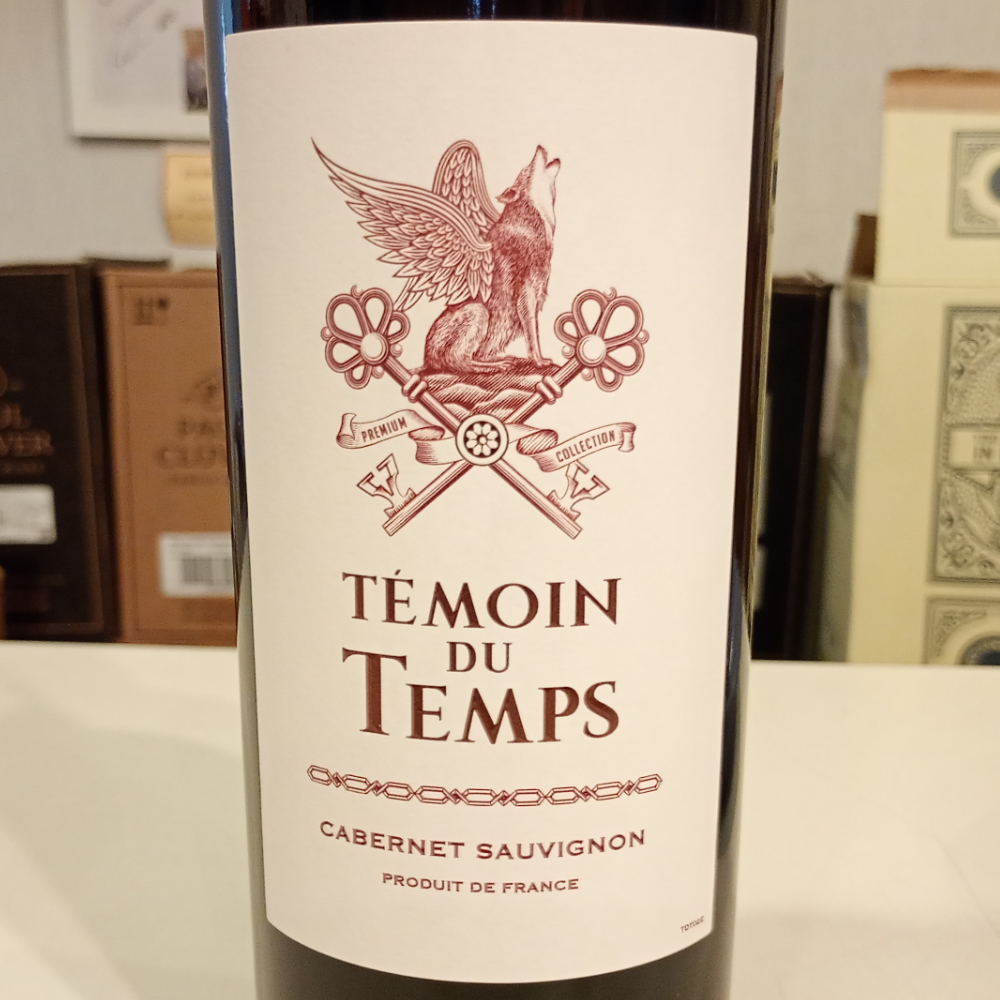 PREMIUM
COLLECTION
TÉMOIN
DU
TEMPS
CABERNET SAUVIGNON
PRODUIT DE FRANCE